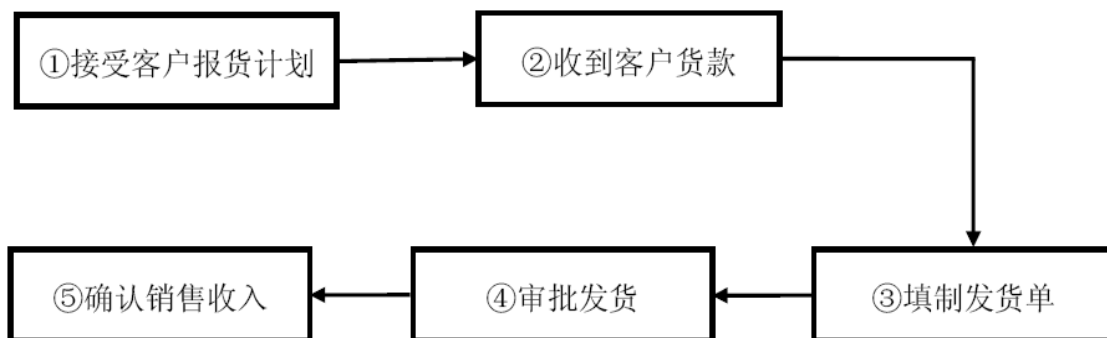 ①接受客户报货计划
②收到客户货款
③填制发货单
④审批发货
⑤确认销售收入